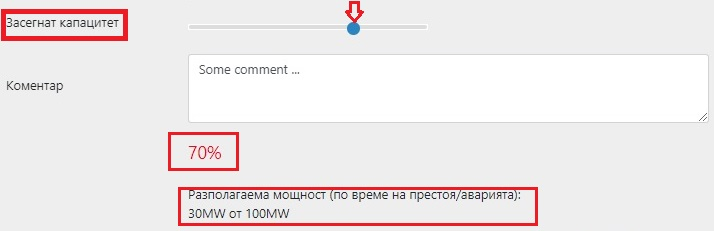 Засегнат капацитет
Some comment ...
Коментар
70%
Разполагаема мощност (по време на престоя/аварията):
30MW от 100MW